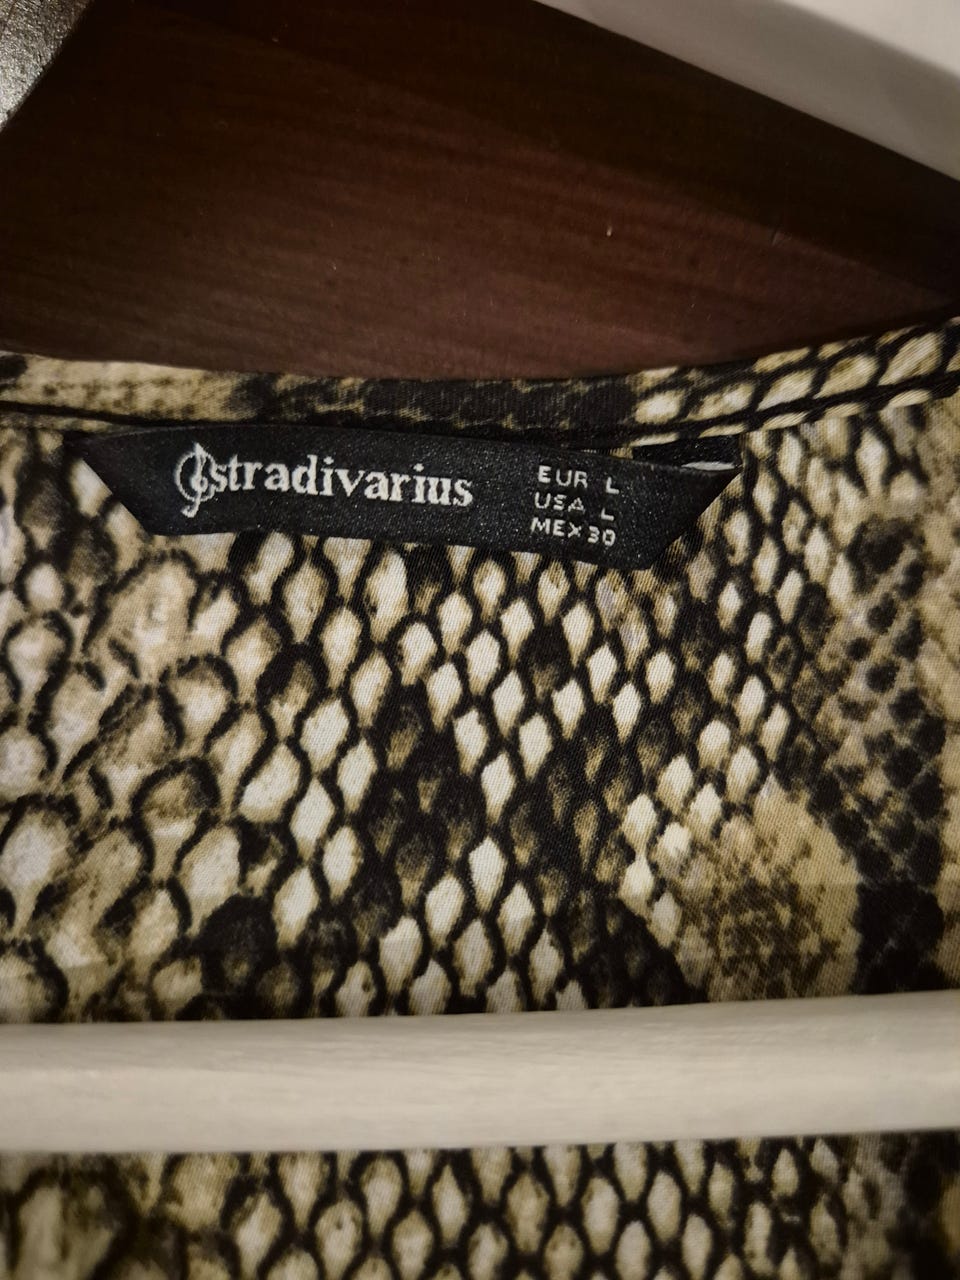 stradivarius
EUR L
USA L
MEX 30